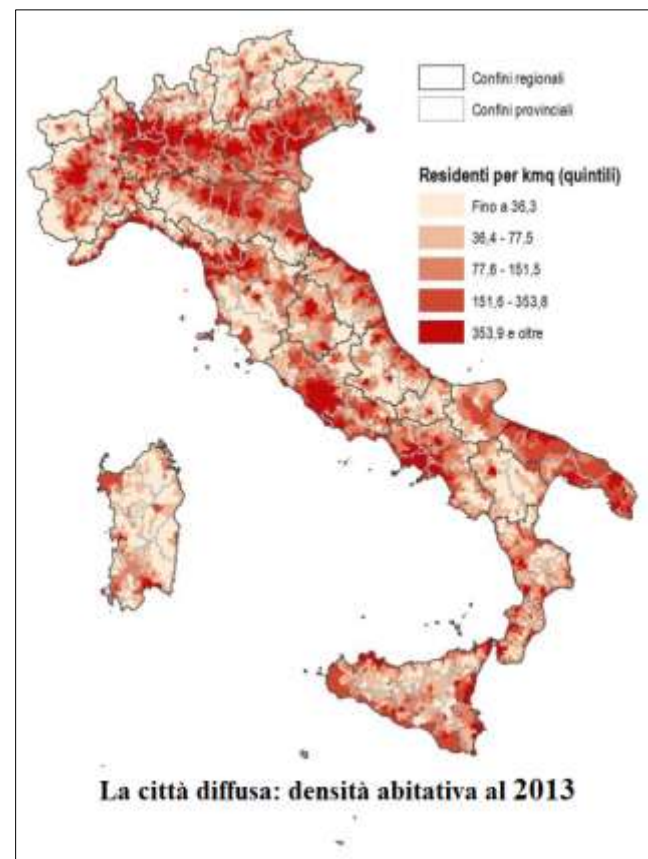 Confini regionali
Confini provinciali
Residenti per kmq (quintili)
Fino a 36,3
36,4 - 77,5
77,6 - 151,5
151,6 - 353,8
353,9 e oltre
La città diffusa: densità abitativa al 2013